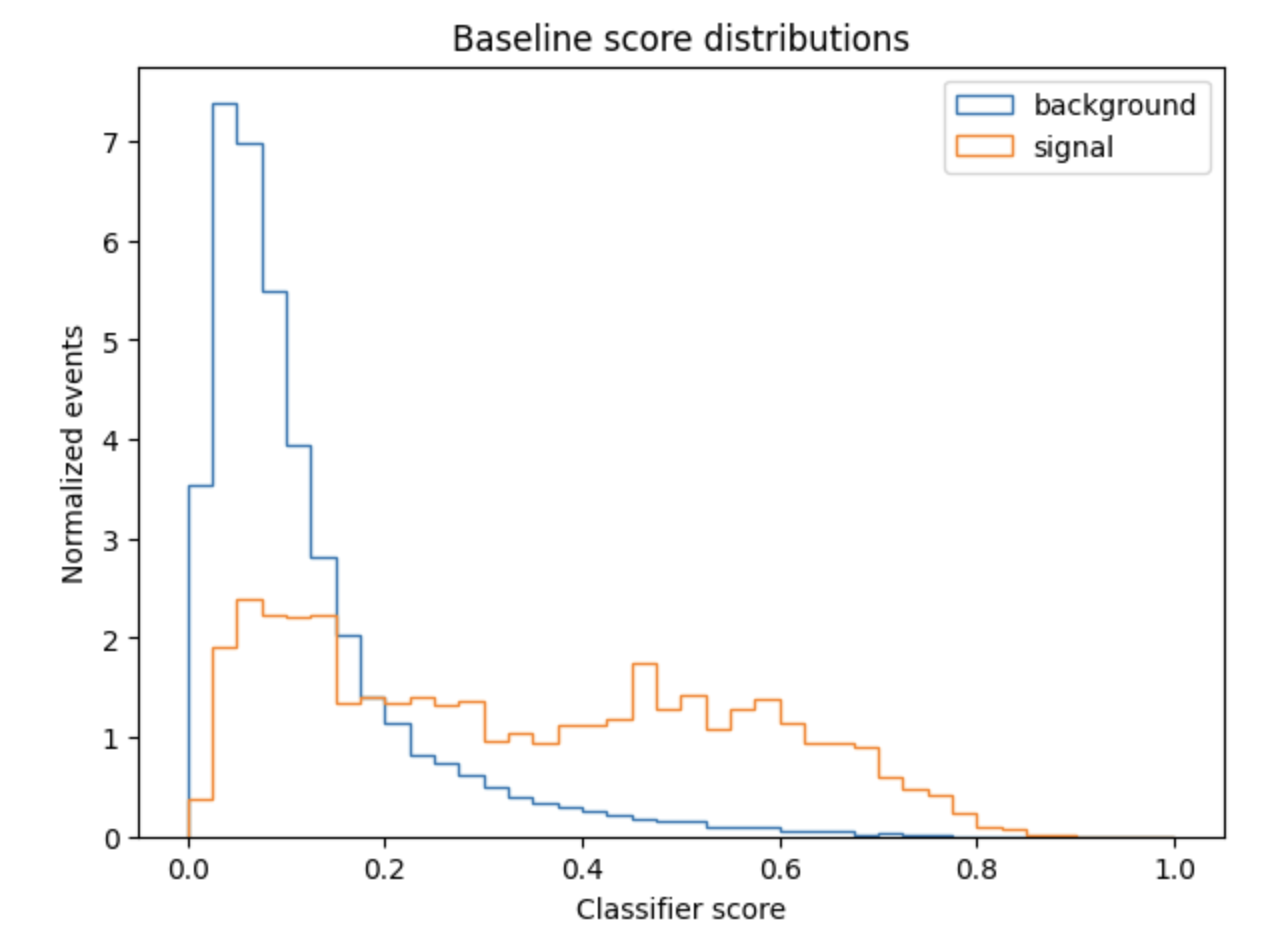 Baseline score distributions
background
signal
Normalized events
7
6
5
4
3
2
1
0
0.0 0.2 0.4 0.6 0.8 1.0
Classifier score